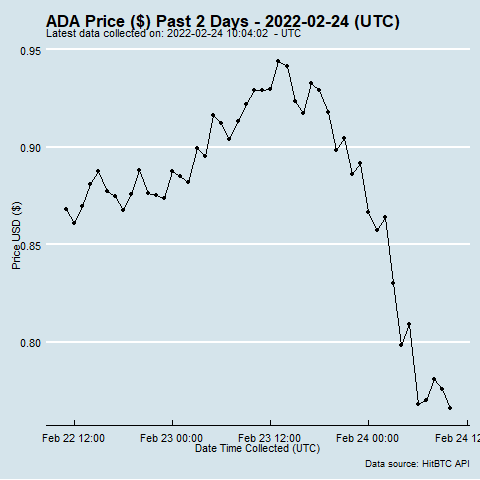 ADA Price ($) Past 2 Days - 2022-02-24 (UTC)
Latest data collected on: 2022-02-24 10:04:02 - UTC
0.95
0.90
0.85
0.80
Price USD ($)
Feb 22 12:00 Feb 23 00:00 Feb 23 12:00 Feb 24 00:00 Feb 24 12
Date Time Collected (UTC)
Data source: HitBTC API